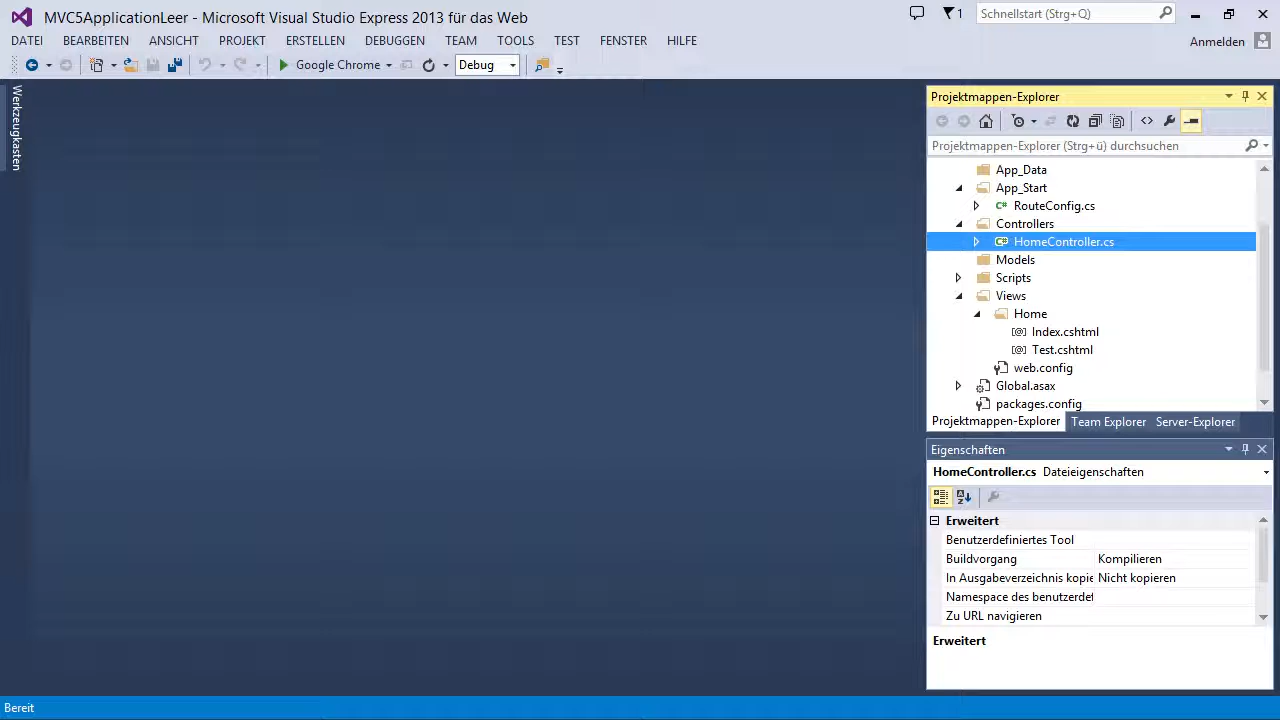 MVC5ApplicationLeer - Microsoft Visual Studio Express 2013 für das Web
1
Schnellstart (Strg+Q)
DATEI BEARBEITEN ANSICHT PROJEKT ERSTELLEN DEBUGGEN TEAM TOOLS TEST FENSTER HILFE
Anmelden
Google Chrome Debug
Werkzeugkasten
Projektmappen-Explorer
Projektmappen-Explorer (Strg+ü) durchsuchen
App_Data
App_Start
C# RouteConfig.cs
Controllers
C# HomeController.cs
Models
Scripts
Views
Home
[@] Index.cshtml
[@] Test.cshtml
web.config
Global.asax
packages.config
Projektmappen-Explorer Team Explorer Server-Explorer
Eigenschaften
HomeController.cs Dateieigenschaften
Erweitert
Benutzerdefiniertes Tool
Buildvorgang Kompilieren
In Ausgabeverzeichnis kopie Nicht kopieren
Namespace des benutzerdef
Zu URL navigieren
Erweitert
Bereit